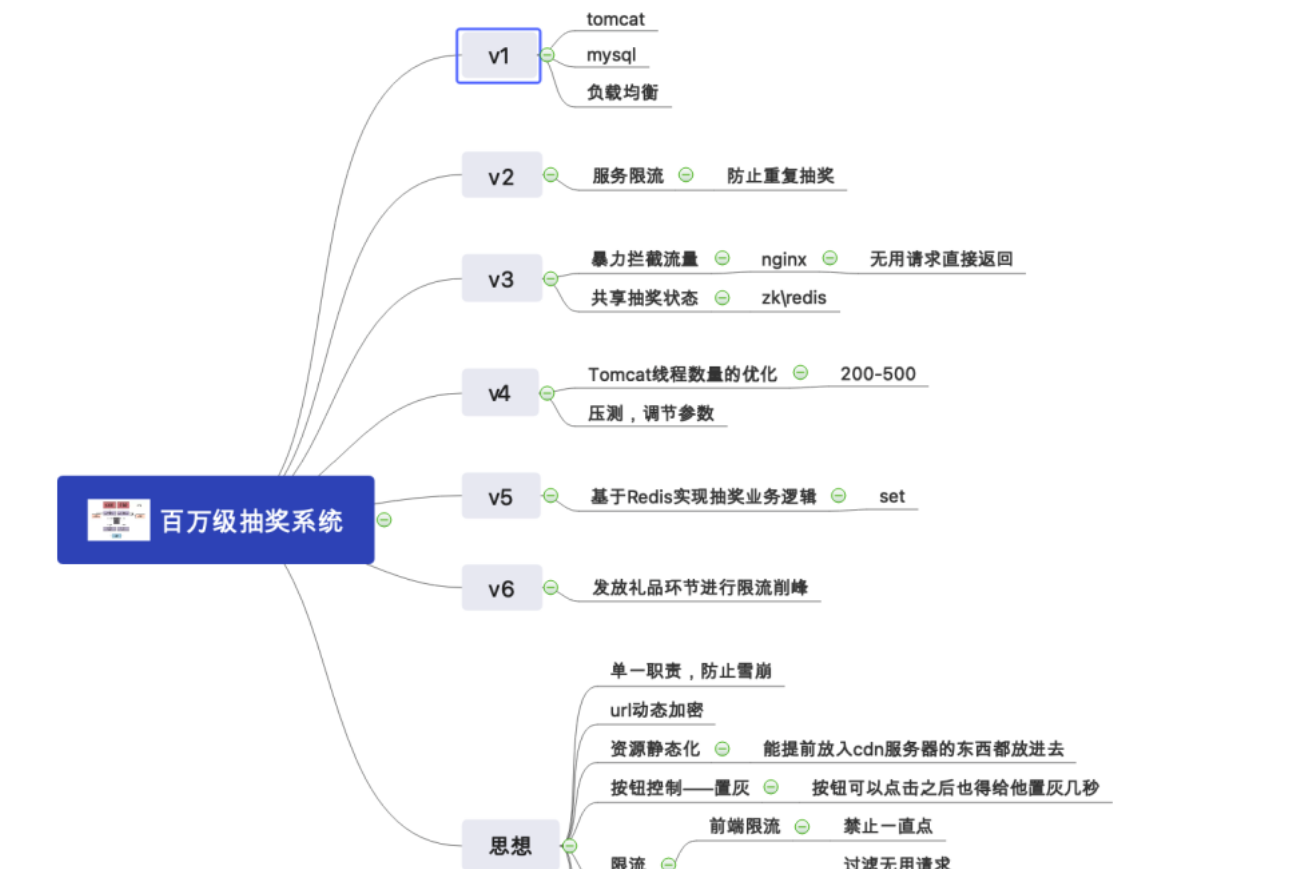 tomcat
v1
mysql
负载均衡
v2
服务限流
防止重复抽奖
v3
暴力拦截流量
nginx
无用请求直接返回
共享抽奖状态
zk\redis
v4
Tomcat线程数量的优化
200-500
压测，调节参数
v5
基于Redis实现抽奖业务逻辑
set
百万级抽奖系统
v6
发放礼品环节进行限流削峰
单一职责，防止雪崩
url动态加密
资源静态化
能提前放入cdn服务器的东西都放进去
按钮控制——置灰
按钮可以点击之后也得给他置灰几秒
思想
前端限流
禁止一直点
限流
过滤无用请求